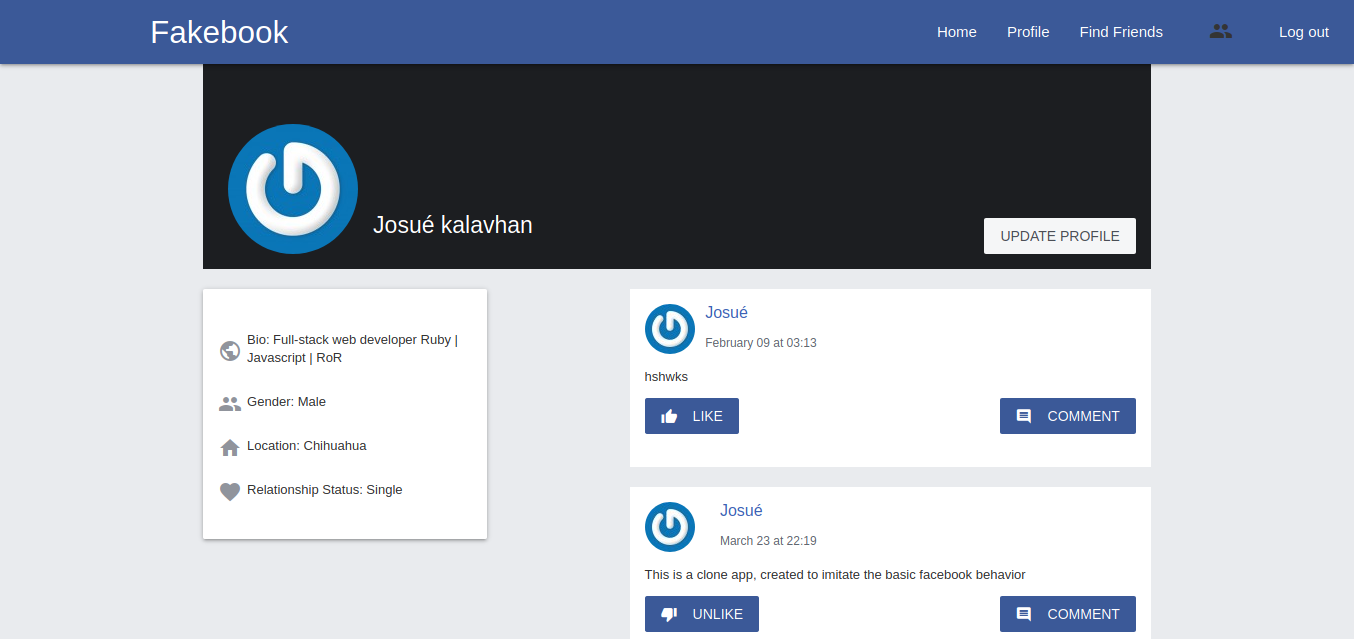 Fakebook
Home
Profile
Find Friends
Log out
Josué kalavhan
UPDATE PROFILE
Bio: Full-stack web developer Ruby |
Javascript | RoR
Gender: Male
Location: Chihuahua
Relationship Status: Single
Josué
February 09 at 03:13
hshwks
LIKE
COMMENT
Josué
March 23 at 22:19
This is a clone app, created to imitate the basic facebook behavior
UNLIKE
COMMENT